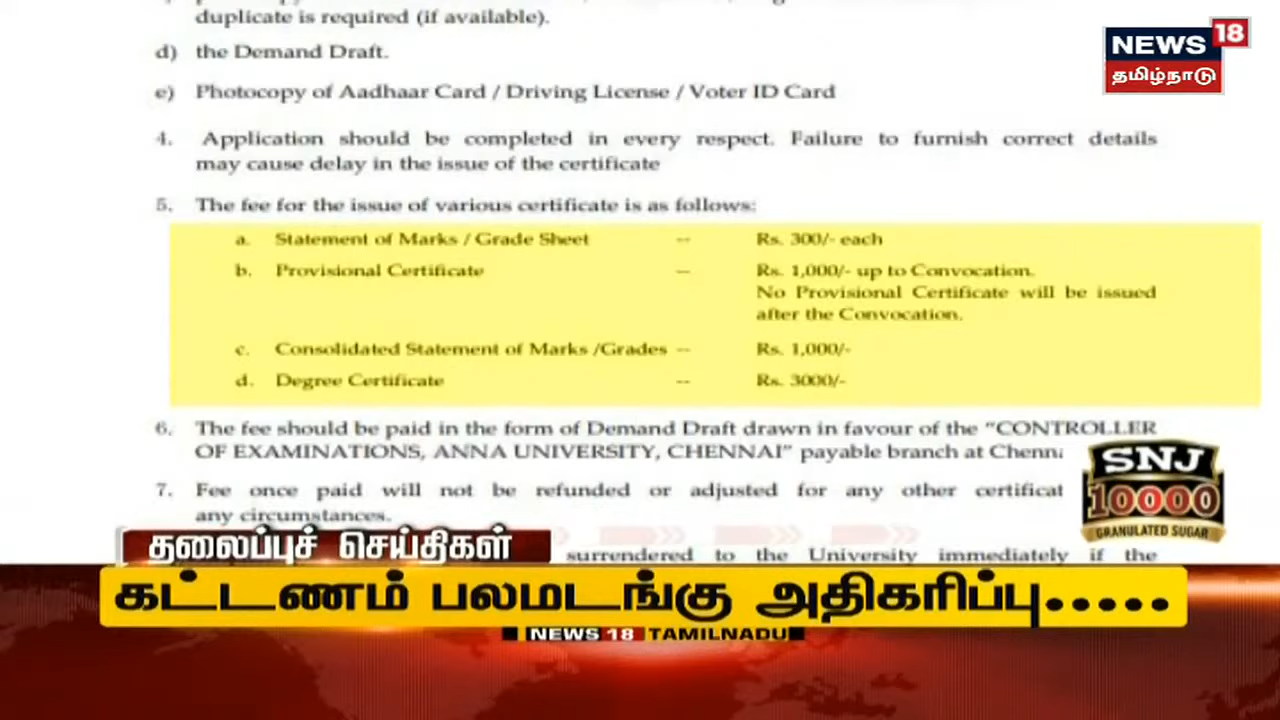 duplicate is required (if available).
d) the Demand Draft.
e) Photocopy of Aadhaar Card / Driving License / Voter ID Card
4. Application should be completed in every respect. Failure to furnish correct details
may cause delay in the issue of the certificate
5. The fee for the issue of various certificate is as follows:
a. Statement of Marks / Grade Sheet -- Rs. 300/- each
b. Provisional Certificate -- Rs. 1,000/- up to Convocation.
No Provisional Certificate will be issued
after the Convocation.
c. Consolidated Statement of Marks /Grades -- Rs. 1,000/-
d. Degree Certificate -- Rs. 3000/-
6. The fee should be paid in the form of Demand Draft drawn in favour of the “CONTROLLER
OF EXAMINATIONS, ANNA UNIVERSITY, CHENNAI” payable branch at
7. Fee once paid will not be refunded or adjusted for any other
any circumstances.
surrendered to the University immediately if the
NEWS 18
தமிழ்நாடு
SNJ
10000
GRANULATED SUGAR
தலைப்புச் செய்திகள்
கட்டணம் பலமடங்கு அதிகரிப்பு.....
NEWS 18 TAMILNADU